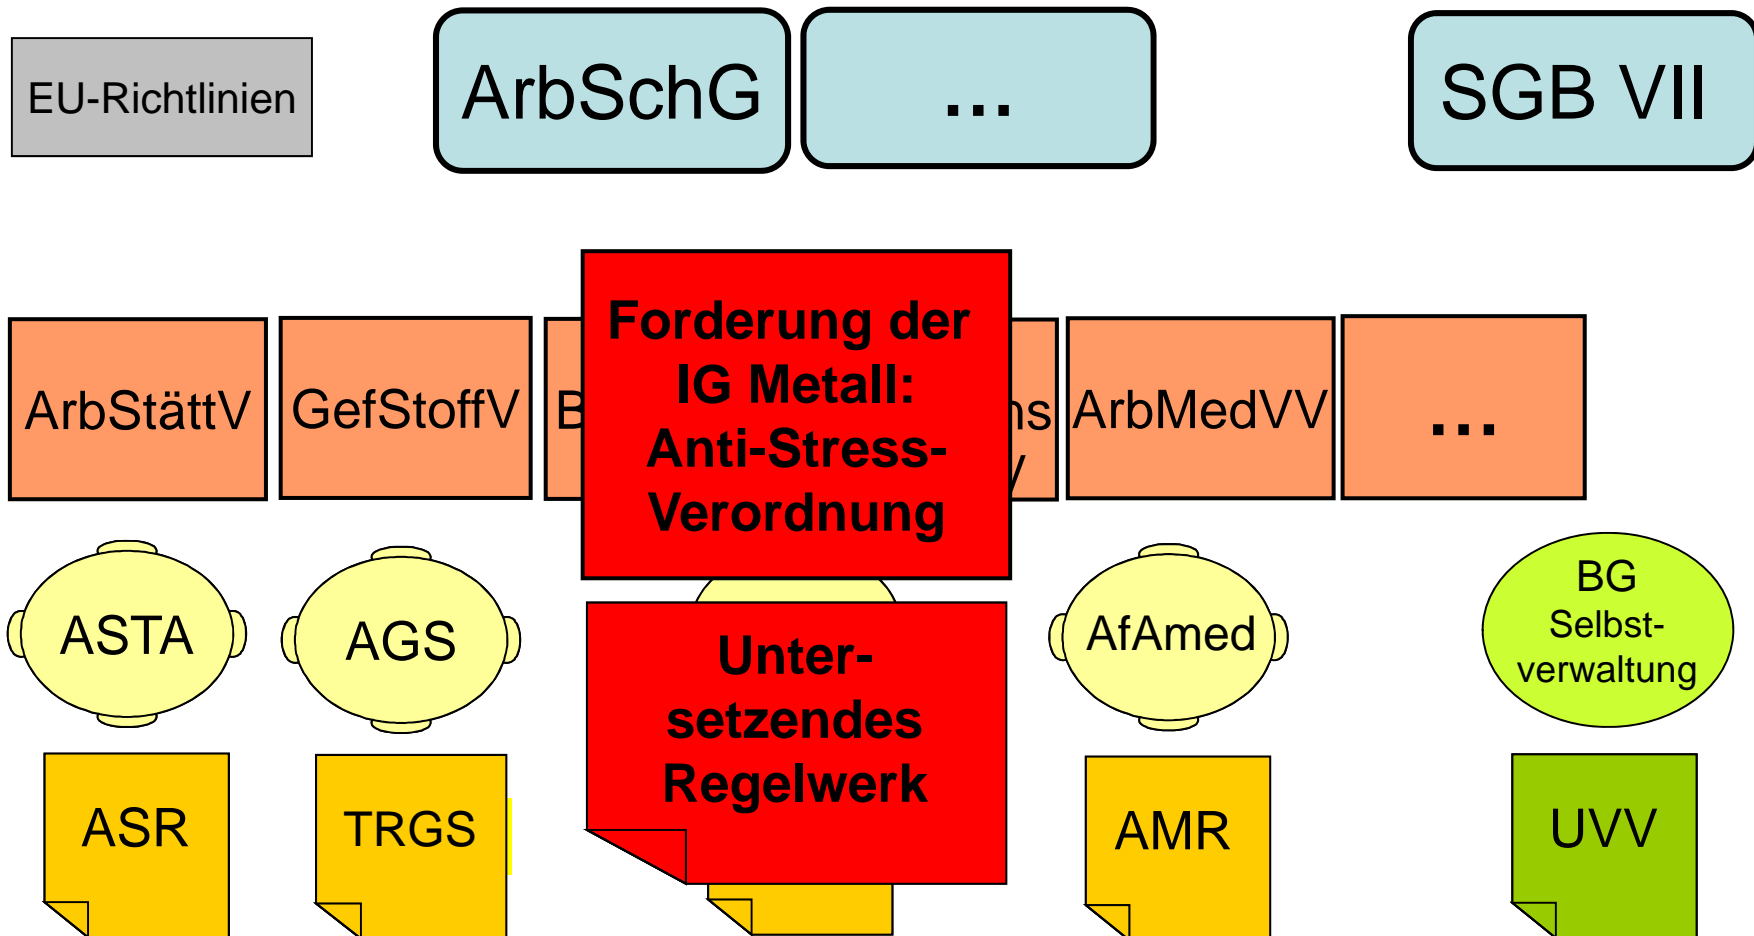 EU-Richtlinien
ArbSchG
...
SGB VII
Forderung der
IG Metall:
Anti-Stress-
Verordnung
ArbStättV
GefStoffV
ArbMedVV
...
ASTA
AGS
AfAmed
BG
Selbst-
verwaltung
Unter-
setzendes
Regelwerk
ASR
TRGS
AMR
UVV